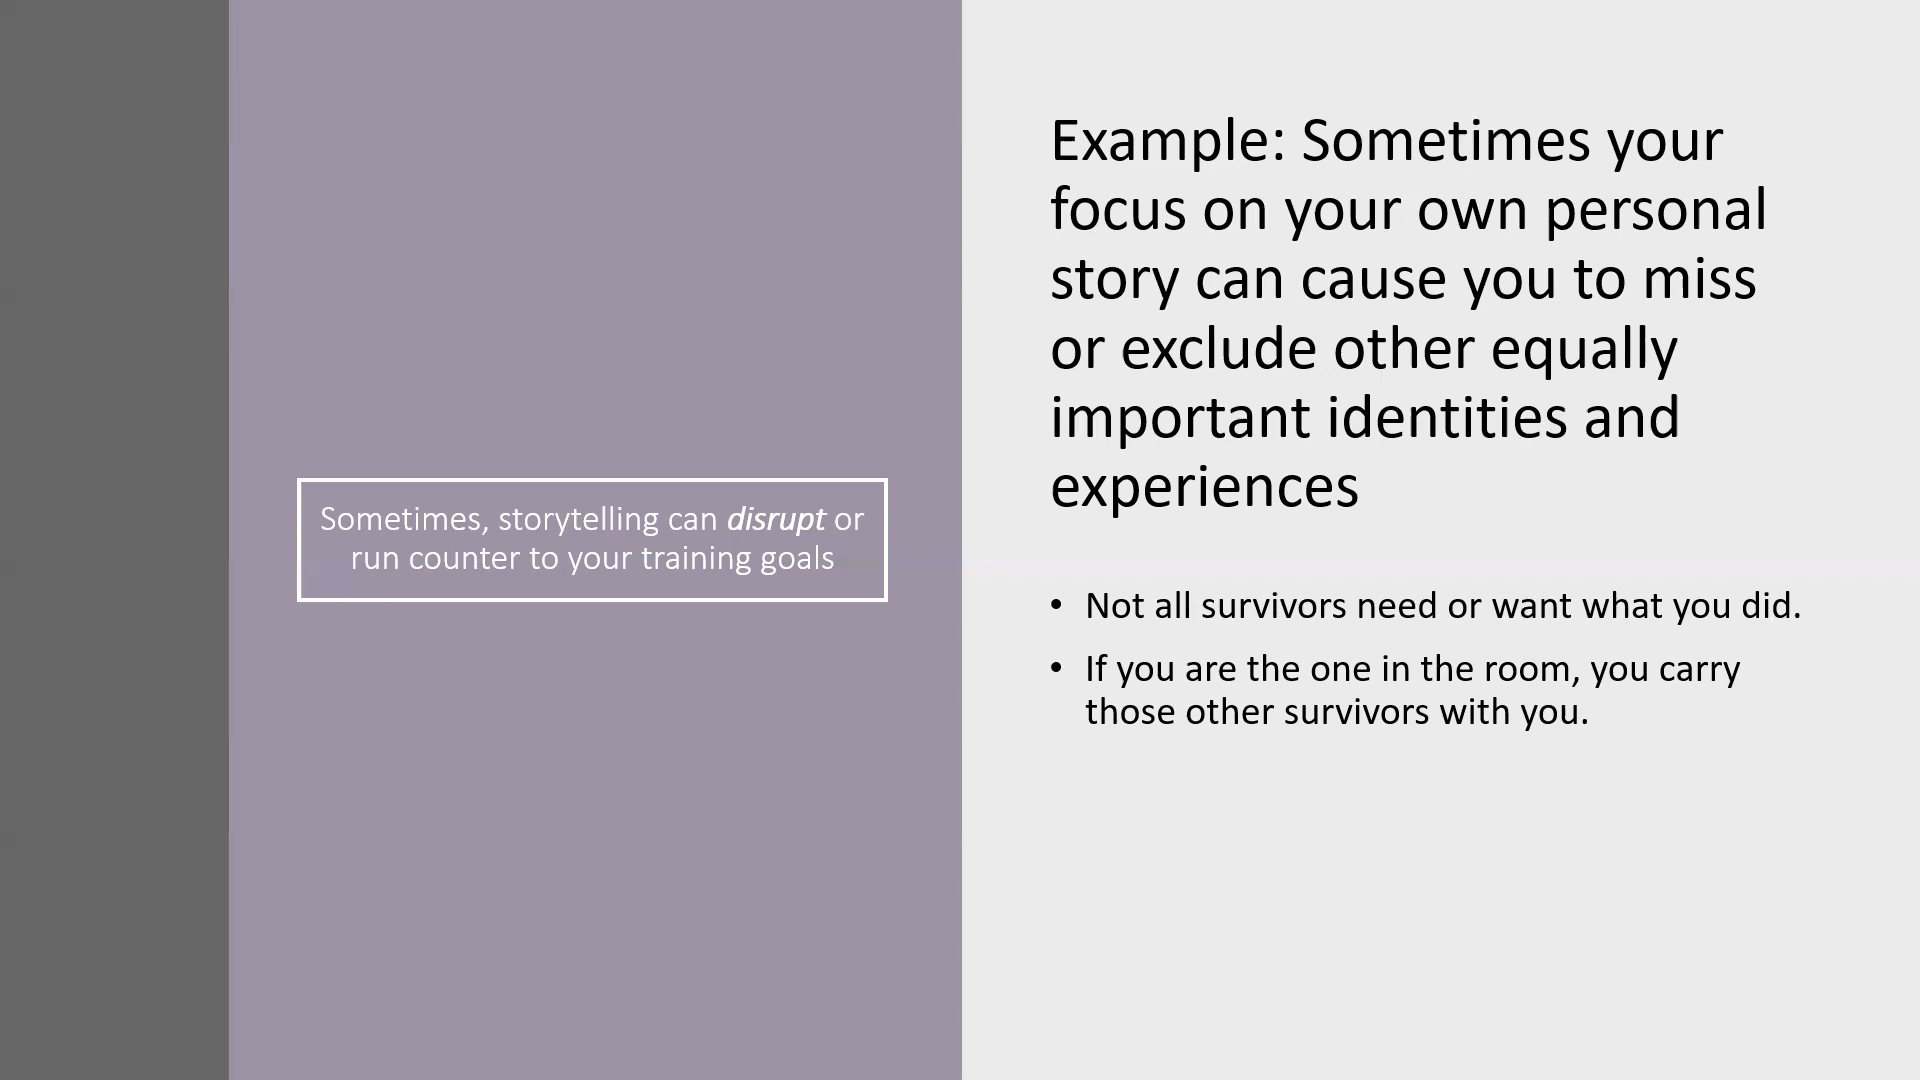 Sometimes, storytelling can disrupt or
run counter to your training goals
Example: Sometimes your
focus on your own personal
story can cause you to miss
or exclude other equally
important identities and
experiences
• Not all survivors need or want what you did.
• If you are the one in the room, you carry
those other survivors with you.